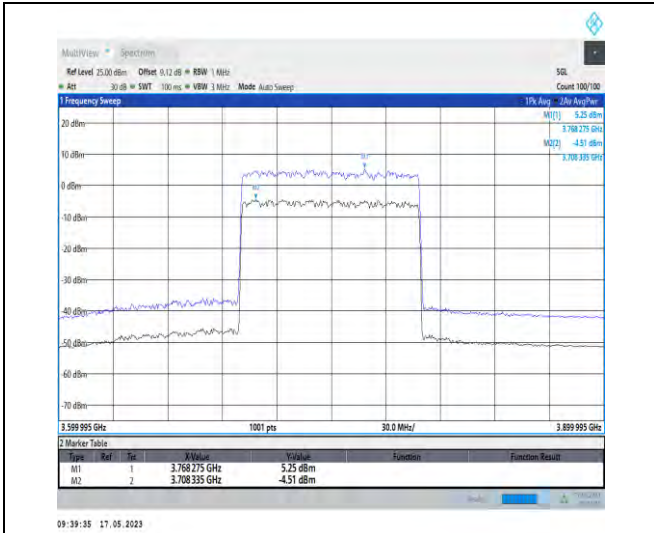 MultiView Spectrum
Ref Level 25.00 dBm Offset 9.12 dB RBW 1 MHz SGL
Att 30 dB SWT 100 ms VBW 3 MHz Mode Auto Sweep Count 100/100
1 Frequency Sweep 1Pk Avg 2Av AvgPwr
M1[1] 5.25 dBm
3.768 275 GHz
M2[2] -4.51 dBm
3.708 335 GHz
20 dBm
10 dBm
M1
0 dBm
M2
-10 dBm
-20 dBm
-30 dBm
-40 dBm
-50 dBm
-60 dBm
-70 dBm
3.599 995 GHz 1001 pts 30.0 MHz/ 3.899 995 GHz
2 Marker Table
Type Ref Trc X-Value Y-Value Function Function Result
M1 1 3.768 275 GHz 5.25 dBm
M2 2 3.708 335 GHz -4.51 dBm
09:39:35 17.05.2023